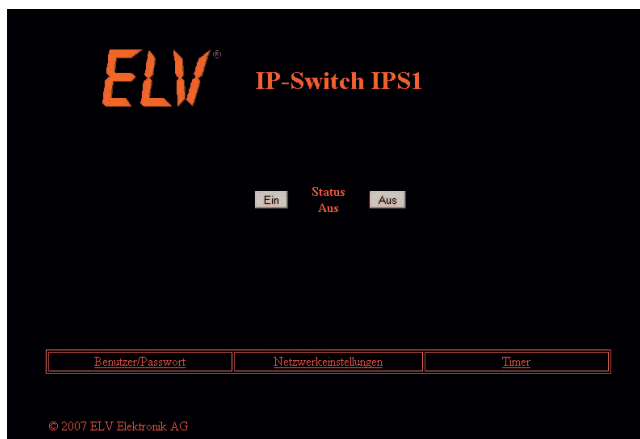 ELV® IP-Switch IPS1
Ein Status Aus
Aus
Benutzer/Passwort Netzwerkeinstellungen Timer
© 2007 ELV Elektronik AG